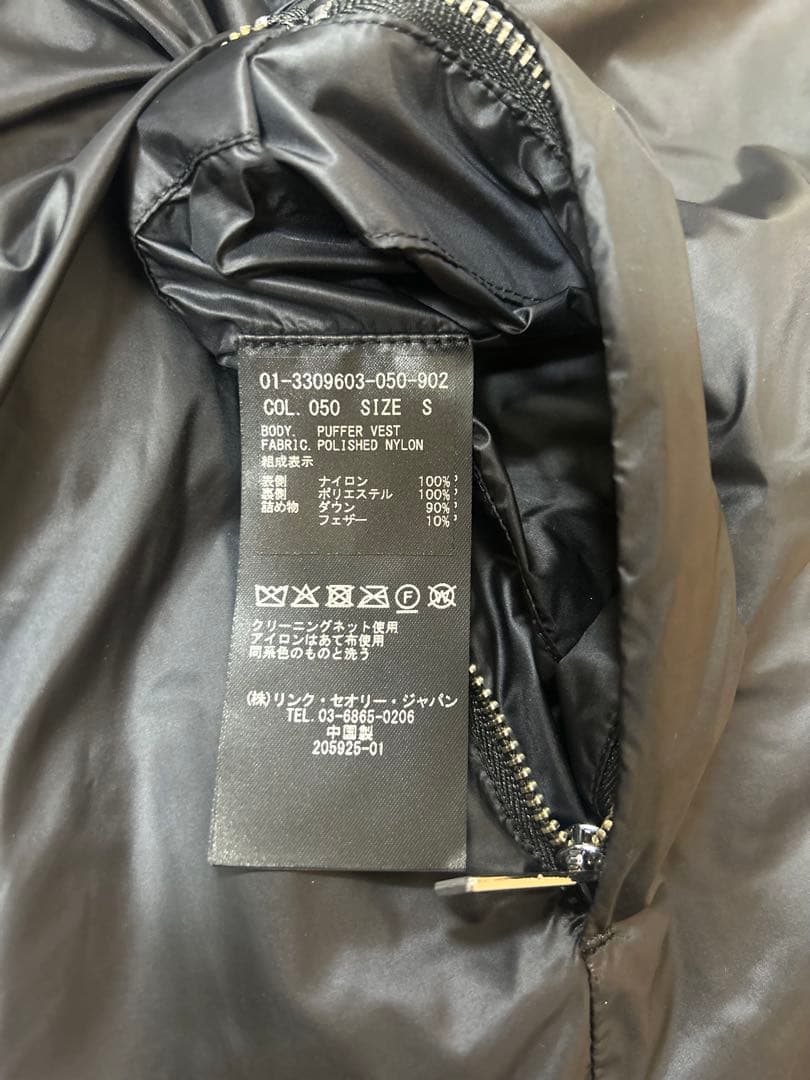 01-3309603-050-902
COL. 050 SIZE S
BODY. PUFFER VEST
FABRIC. POLISHED NYLON
組成表示
表側 ナイロン 100%
裏側 ポリエステル 100%
詰め物 ダウン 90%
フェザー 10%
F W
クリーニングネット使用
アイロンはあて布使用
同系色のものと洗う
(株)リンク・セオリー・ジャパン
TEL. 03-6865-0206
中国製
205925-01